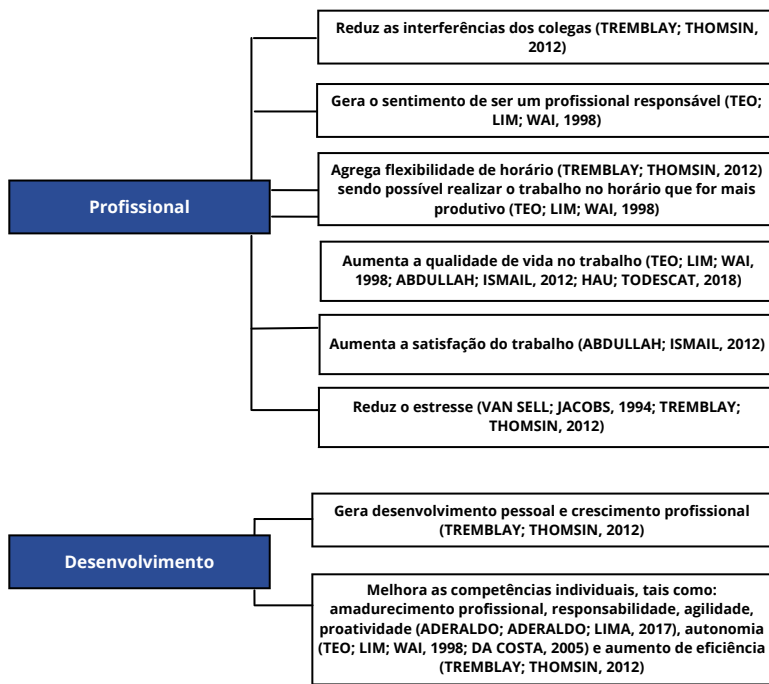 Reduz as interferências dos colegas (TREMBLAY; THOMSIN,
2012)
Gera o sentimento de ser um profissional responsável (TEO;
LIM; WAI, 1998)
Profissional
Agrega flexibilidade de horário (TREMBLAY; THOMSIN, 2012)
sendo possível realizar o trabalho no horário que for mais
produtivo (TEO; LIM; WAI, 1998)
Aumenta a qualidade de vida no trabalho (TEO; LIM; WAI,
1998; ABDULLAH; ISMAIL, 2012; HAU; TODESCAT, 2018)
Aumenta a satisfação do trabalho (ABDULLAH; ISMAIL, 2012)
Reduz o estresse (VAN SELL; JACOBS, 1994; TREMBLAY;
THOMSIN, 2012)
Desenvolvimento
Gera desenvolvimento pessoal e crescimento profissional
(TREMBLAY; THOMSIN, 2012)
Melhora as competências individuais, tais como:
amadurecimento profissional, responsabilidade, agilidade,
proatividade (ADERALDO; ADERALDO; LIMA, 2017), autonomia
(TEO; LIM; WAI, 1998; DA COSTA, 2005) e aumento de eficiência
(TREMBLAY; THOMSIN, 2012)